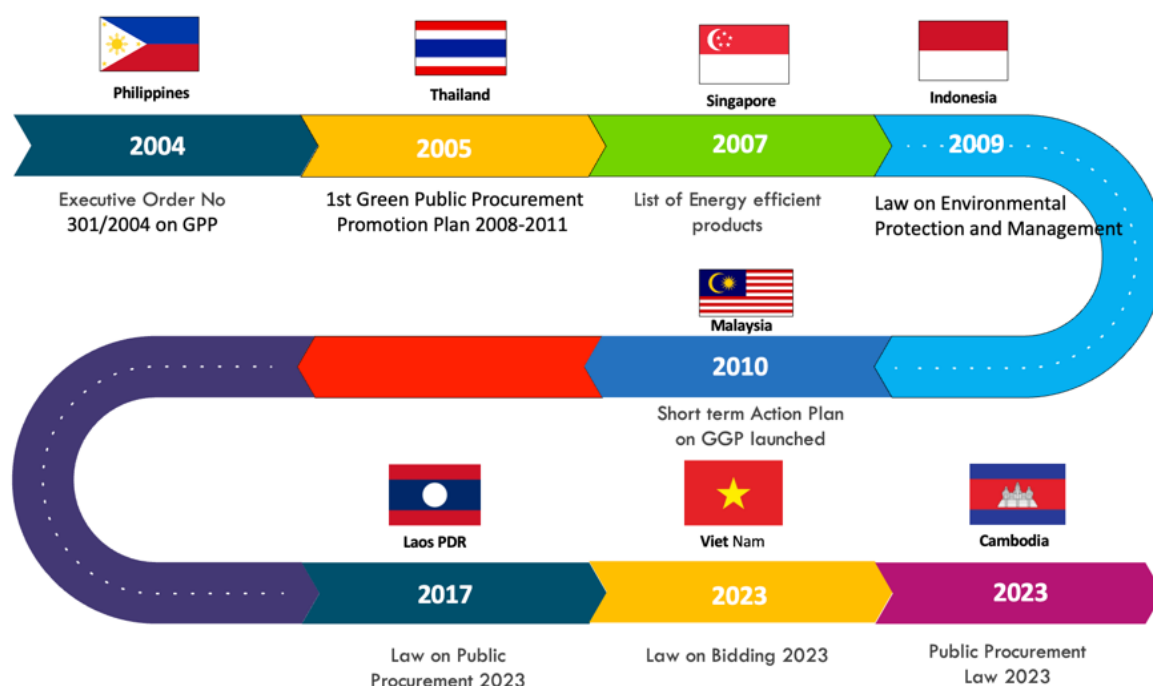 Philippines
Thailand
Singapore
Indonesia
2004
2005
2007
2009
Executive Order No
301/2004 on GPP
1st Green Public Procurement
Promotion Plan 2008-2011
List of Energy efficient
products
Law on Environmental
Protection and Management
Malaysia
2010
Short term Action Plan
on GGP launched
Laos PDR
Viet Nam
Cambodia
2017
2023
2023
Law on Public
Procurement 2023
Law on Bidding 2023
Public Procurement
Law 2023